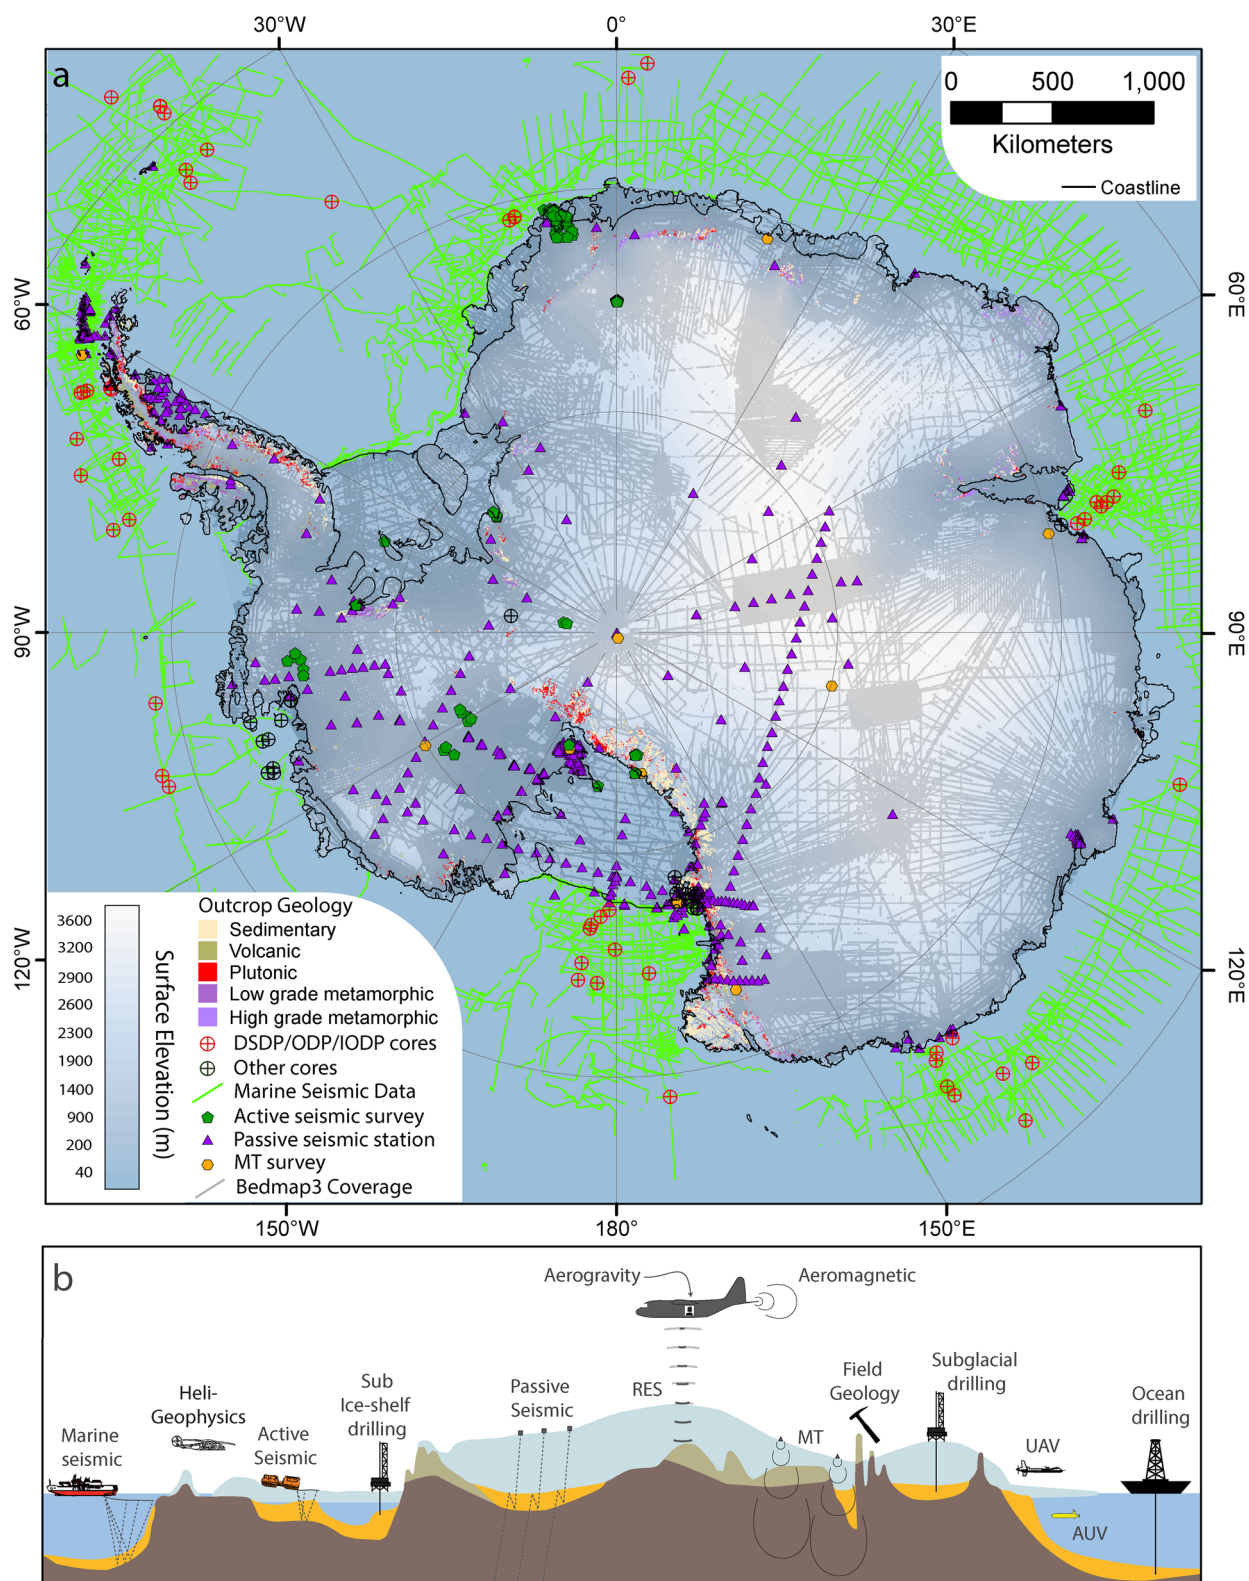 30°W
0°
30°E
a
0
500
1,000
Kilometers
Coastline
60°W
60°E
90°W
90°E
120°W
120°E
3600
3200
2900
2600
2300
1900
1400
900
200
40
Surface Elevation (m)
Outcrop Geology
Sedimentary
Volcanic
Plutonic
Low grade metamorphic
High grade metamorphic
DSDP/ODP/IODP cores
Other cores
Marine Seismic Data
Active seismic survey
Passive seismic station
MT survey
Bedmap3 Coverage
150°W
180°
150°E
b
Aerogravity
Aeromagnetic
Marine
seismic
Heli-
Geophysics
Active
Seismic
Sub
Ice-shelf
drilling
Passive
Seismic
RES
MT
Field
Geology
Subglacial
drilling
UAV
AUV
Ocean
drilling